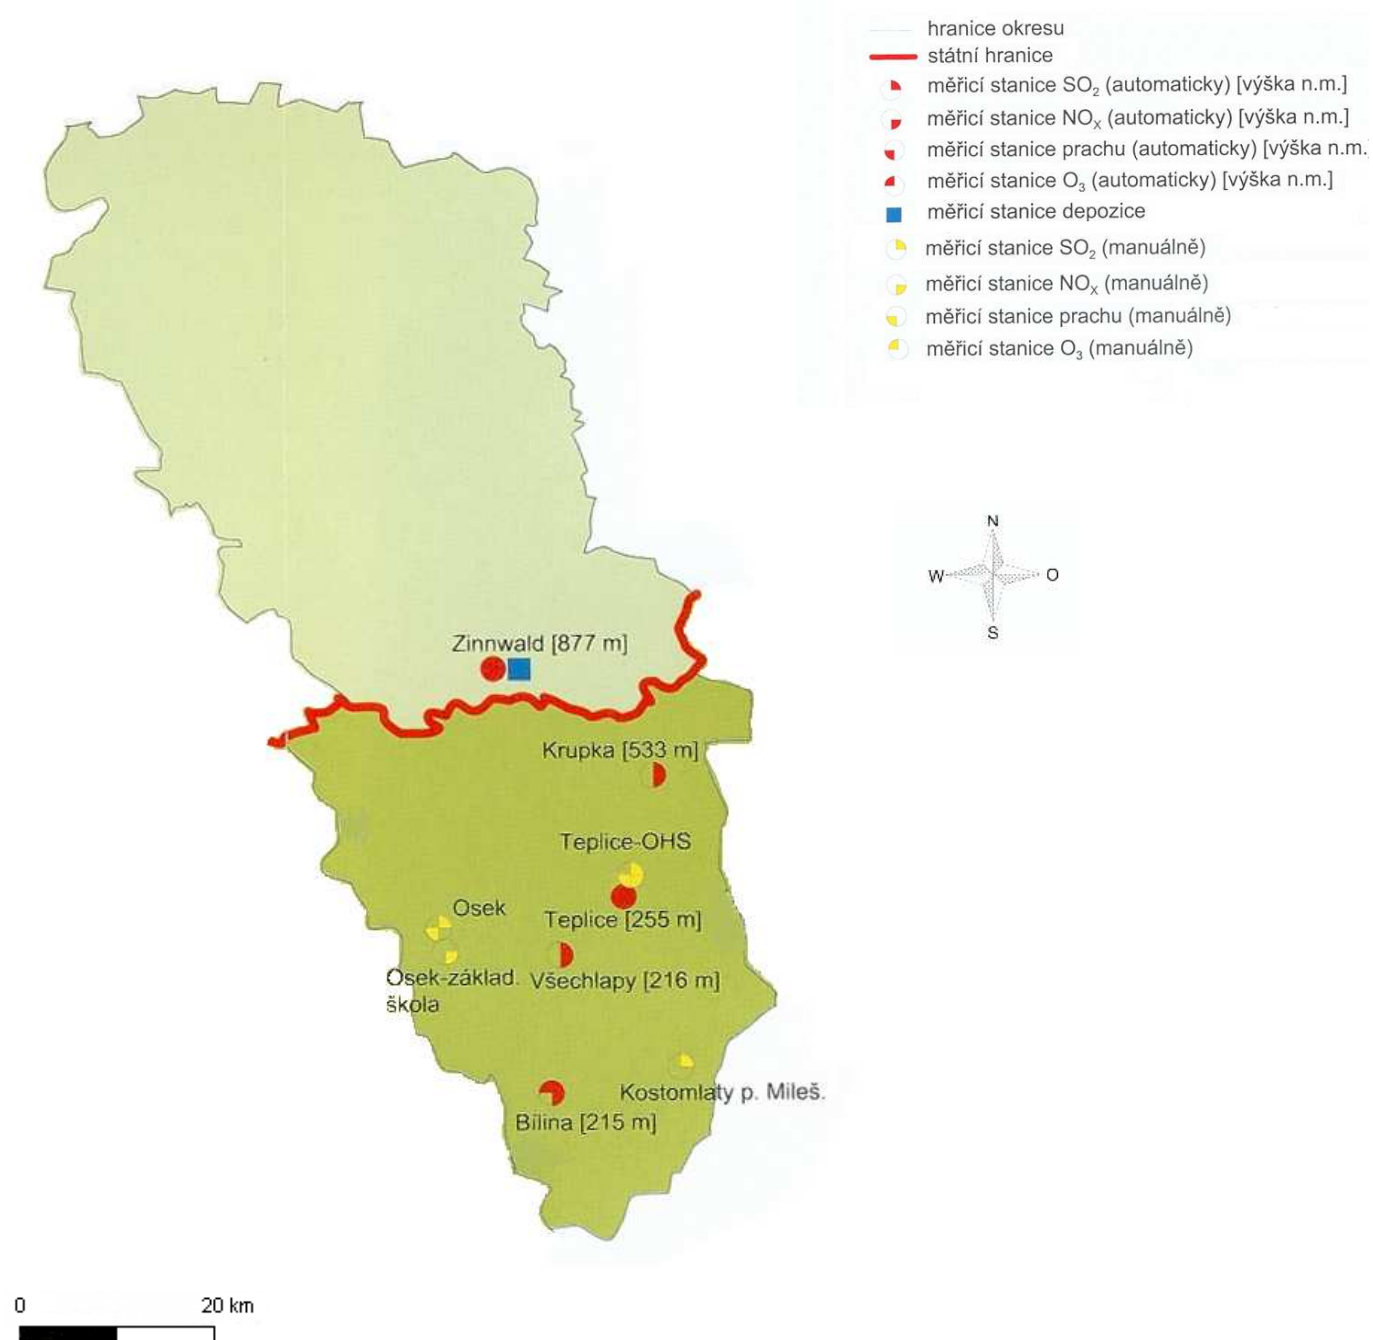 hranice okresu
státní hranice
měřicí stanice SO₂ (automaticky) [výška n.m.]
měřicí stanice NOₓ (automaticky) [výška n.m.]
měřicí stanice prachu (automaticky) [výška n.m.
měřicí stanice O₃ (automaticky) [výška n.m.]
měřicí stanice depozice
měřicí stanice SO₂ (manuálně)
měřicí stanice NOₓ (manuálně)
měřicí stanice prachu (manuálně)
měřicí stanice O₃ (manuálně)
N
W
O
S
Zinnwald [877 m]
Krupka [533 m]
Teplice-OHS
Osek
Teplice [255 m]
Osek-základ.
škola
Všechlapy [216 m]
Kostomlaty p. Mileš.
Bílina [215 m]
0 20 km